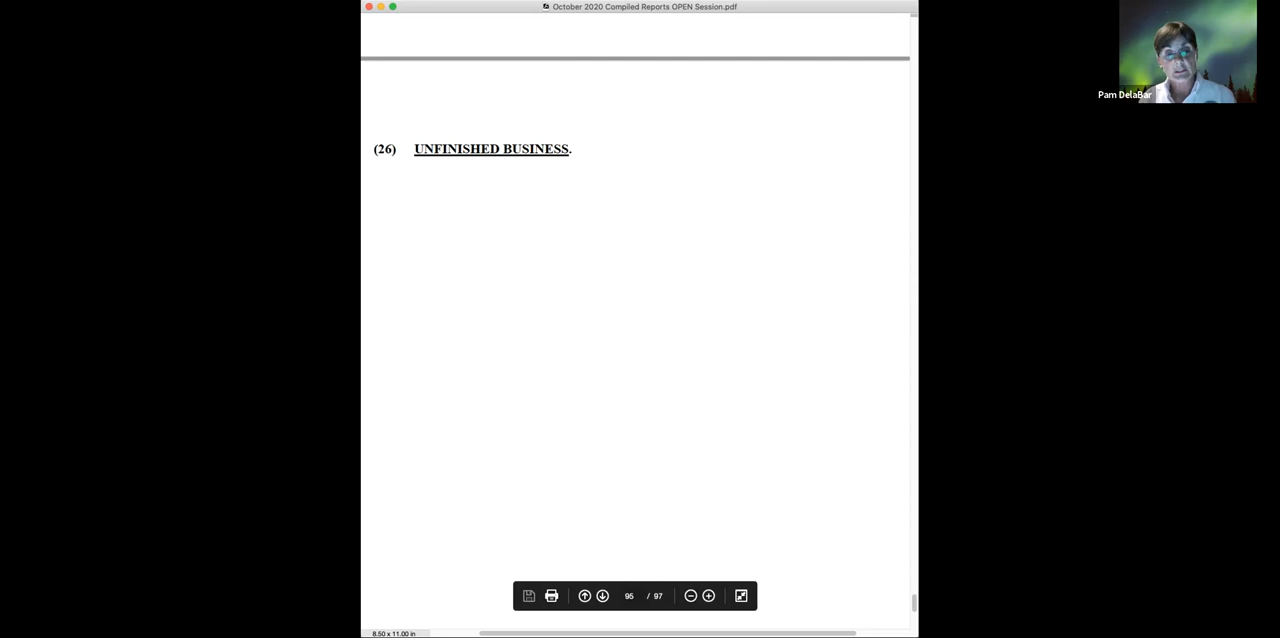 October 2020 Compiled Reports OPEN Session.pdf
Pam DelaBar
(26) UNFINISHED BUSINESS.
95 / 97
8.50 x 11.00 in